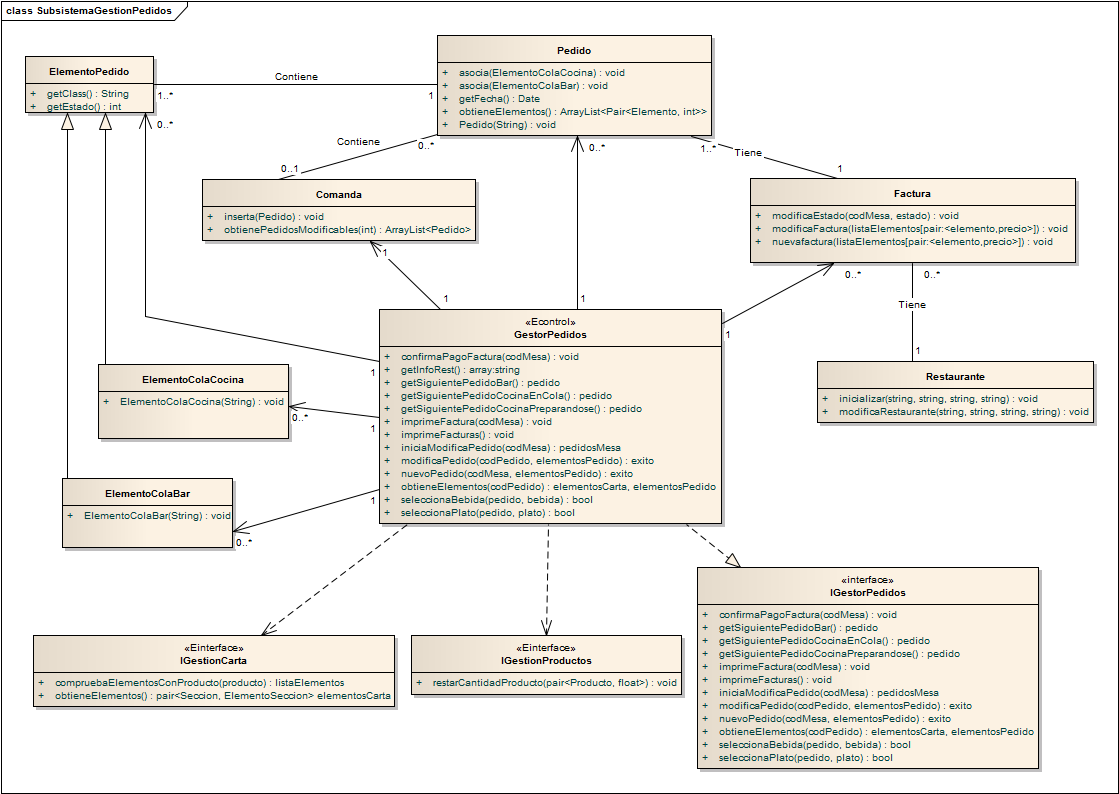 class SubsistemaGestionPedidos
ElementoPedido
+ getClass() : String
+ getEstado() : int
Contiene
1..*
1
0..*
Pedido
+ asocia(ElementoColaCocina) : void
+ asocia(ElementoColaBar) : void
+ getFecha() : Date
+ obtieneElementos() : ArrayList<Pair<Elemento, int>>
+ Pedido(String) : void
Contiene
0..*
0..1
0..*
1..*
Tiene
1
Comanda
+ inserta(Pedido) : void
+ obtienePedidosModificables(int) : ArrayList<Pedido>
Factura
+ modificaEstado(codMesa, estado) : void
+ modificaFactura(listaElementos[pair:<elemento,precio>]) : void
+ nuevafactura(listaElementos[pair:<elemento,precio>]) : void
1
1
1
0..*
0..*
Tiene
1
1
«Econtrol»
GestorPedidos
+ confirmaPagoFactura(codMesa) : void
+ getInfoRest() : array:string
+ getSiguientePedidoBar() : pedido
+ getSiguientePedidoCocinaEnCola() : pedido
+ getSiguientePedidoCocinaPreparandose() : pedido
+ imprimeFactura(codMesa) : void
+ imprimeFacturas() : void
+ iniciaModificaPedido(codMesa) : pedidosMesa
+ modificaPedido(codPedido, elementosPedido) : exito
+ nuevoPedido(codMesa, elementosPedido) : exito
+ obtieneElementos(codPedido) : elementosCarta, elementosPedido
+ seleccionaBebida(pedido, bebida) : bool
+ seleccionaPlato(pedido, plato) : bool
Restaurante
+ inicializar(string, string, string, string) : void
+ modificaRestaurante(string, string, string, string) : void
1
ElementoColaCocina
+ ElementoColaCocina(String) : void
0..*
1
ElementoColaBar
+ ElementoColaBar(String) : void
1
0..*
«Einterface»
IGestionCarta
+ compruebaElementosConProducto(producto) : listaElementos
+ obtieneElementos() : pair<Seccion, ElementoSeccion> elementosCarta
«Einterface»
IGestionProductos
+ restarCantidadProducto(pair<Producto, float>) : void
«interface»
IGestorPedidos
+ confirmaPagoFactura(codMesa) : void
+ getSiguientePedidoBar() : pedido
+ getSiguientePedidoCocinaEnCola() : pedido
+ getSiguientePedidoCocinaPreparandose() : pedido
+ imprimeFactura(codMesa) : void
+ imprimeFacturas() : void
+ iniciaModificaPedido(codMesa) : pedidosMesa
+ modificaPedido(codPedido, elementosPedido) : exito
+ nuevoPedido(codMesa, elementosPedido) : exito
+ obtieneElementos(codPedido) : elementosCarta, elementosPedido
+ seleccionaBebida(pedido, bebida) : bool
+ seleccionaPlato(pedido, plato) : bool